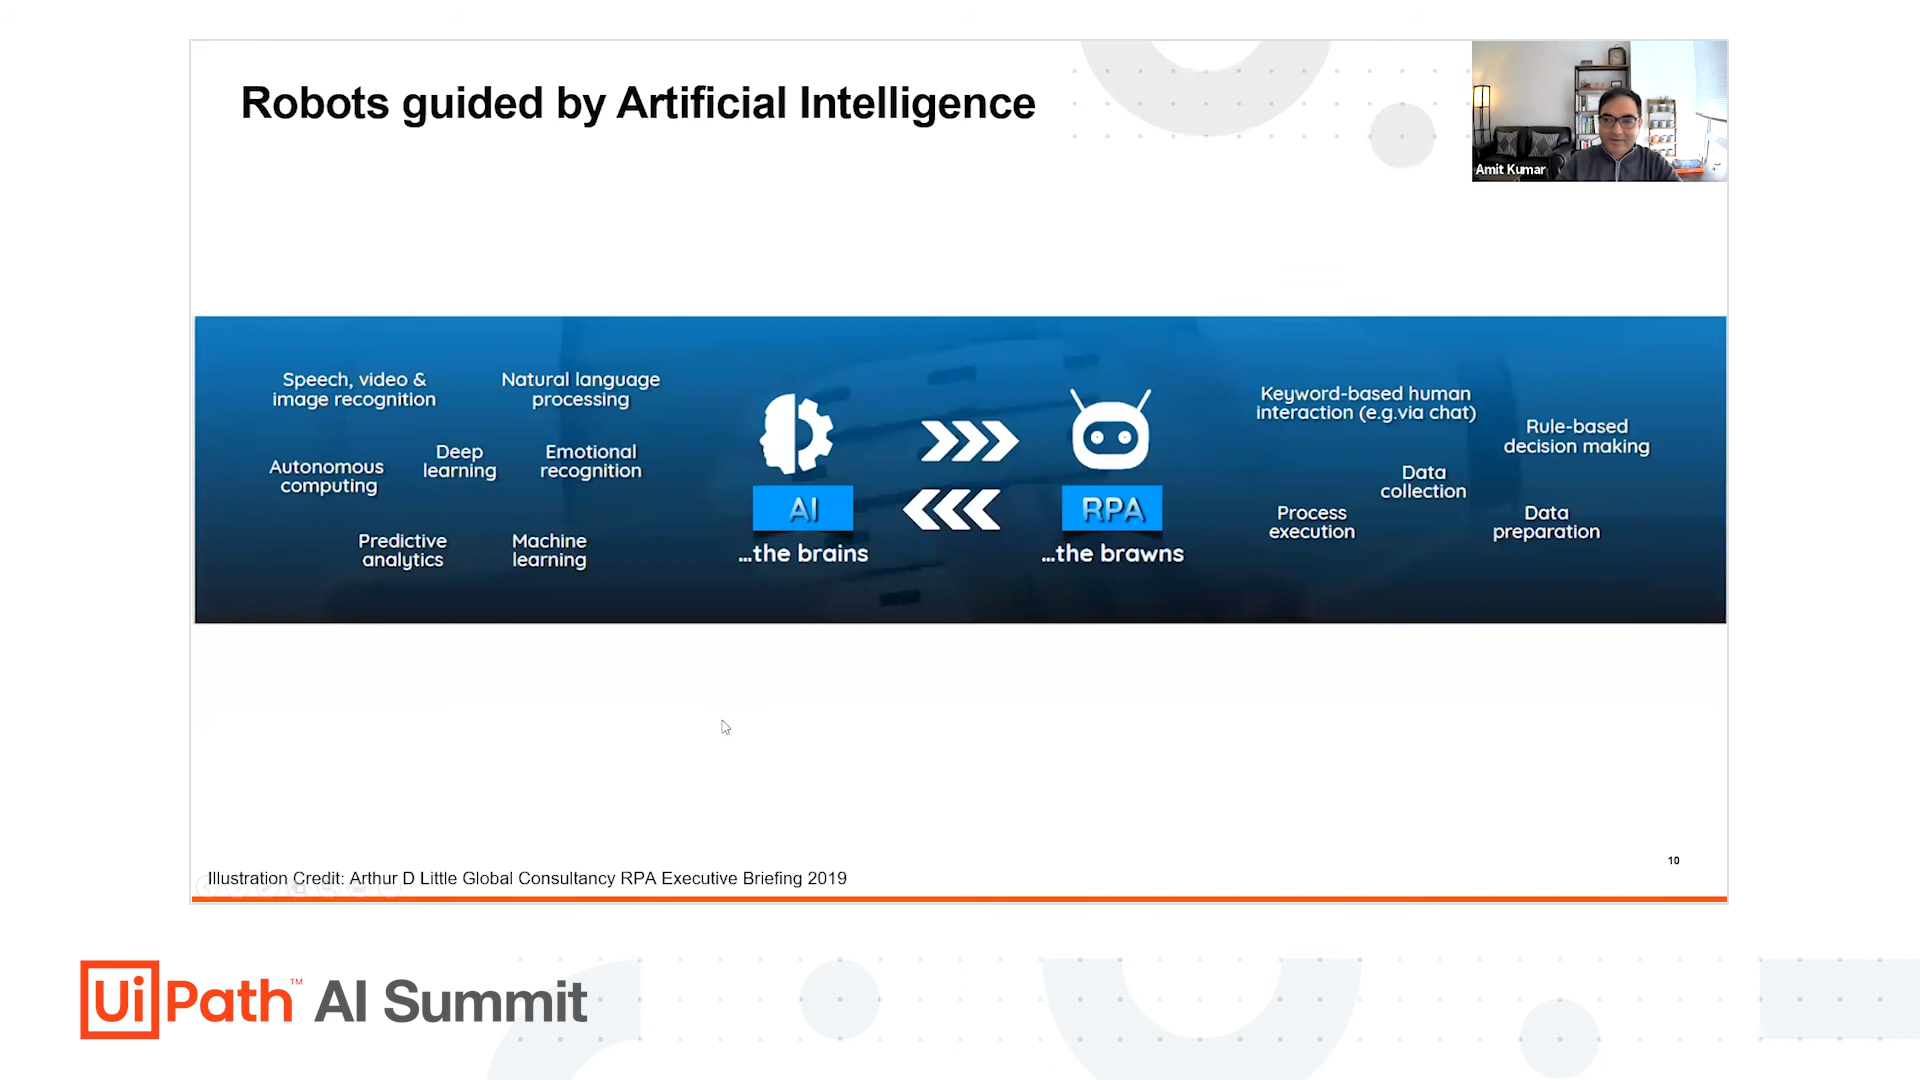 Robots guided by Artificial Intelligence
Amit Kumar
Speech, video &
image recognition
Natural language
processing
Autonomous
computing
Deep
learning
Emotional
recognition
Predictive
analytics
Machine
learning
AI
...the brains
RPA
...the brawns
Keyword-based human
interaction (e.g.via chat)
Rule-based
decision making
Data
collection
Process
execution
Data
preparation
10
Illustration Credit: Arthur D Little Global Consultancy RPA Executive Briefing 2019
UiPath™ AI Summit